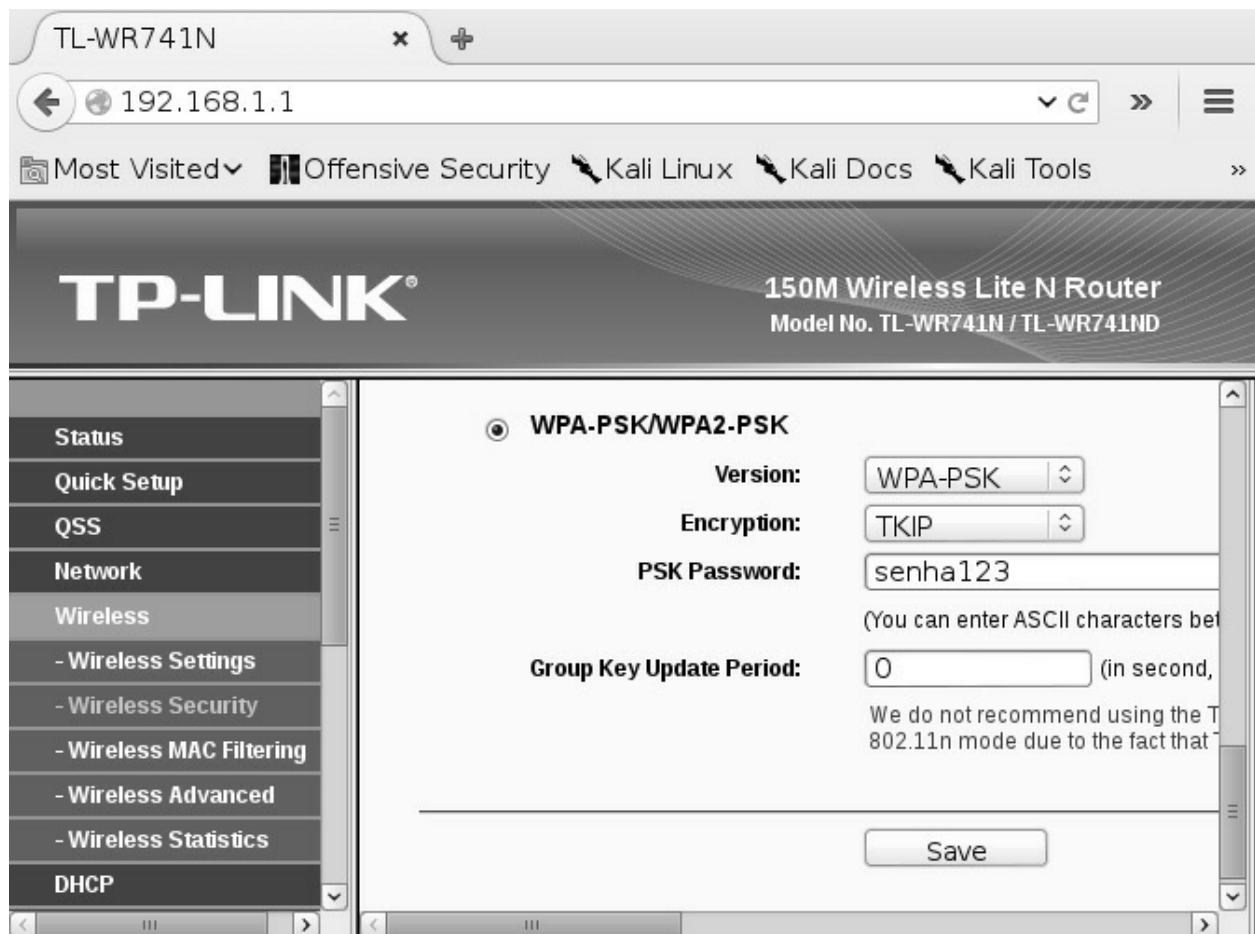 TL-WR741N
192.168.1.1
Most Visited Offensive Security Kali Linux Kali Docs Kali Tools »
TP-LINK®
150M Wireless Lite N Router
Model No. TL-WR741N / TL-WR741ND
Status
Quick Setup
QSS
Network
Wireless
- Wireless Settings
- Wireless Security
- Wireless MAC Filtering
- Wireless Advanced
- Wireless Statistics
DHCP
WPA-PSK/WPA2-PSK
Version: WPA-PSK
Encryption: TKIP
PSK Password: senha123
(You can enter ASCII characters bet
Group Key Update Period: 0 (in second,
We do not recommend using the T
802.11n mode due to the fact that T
Save